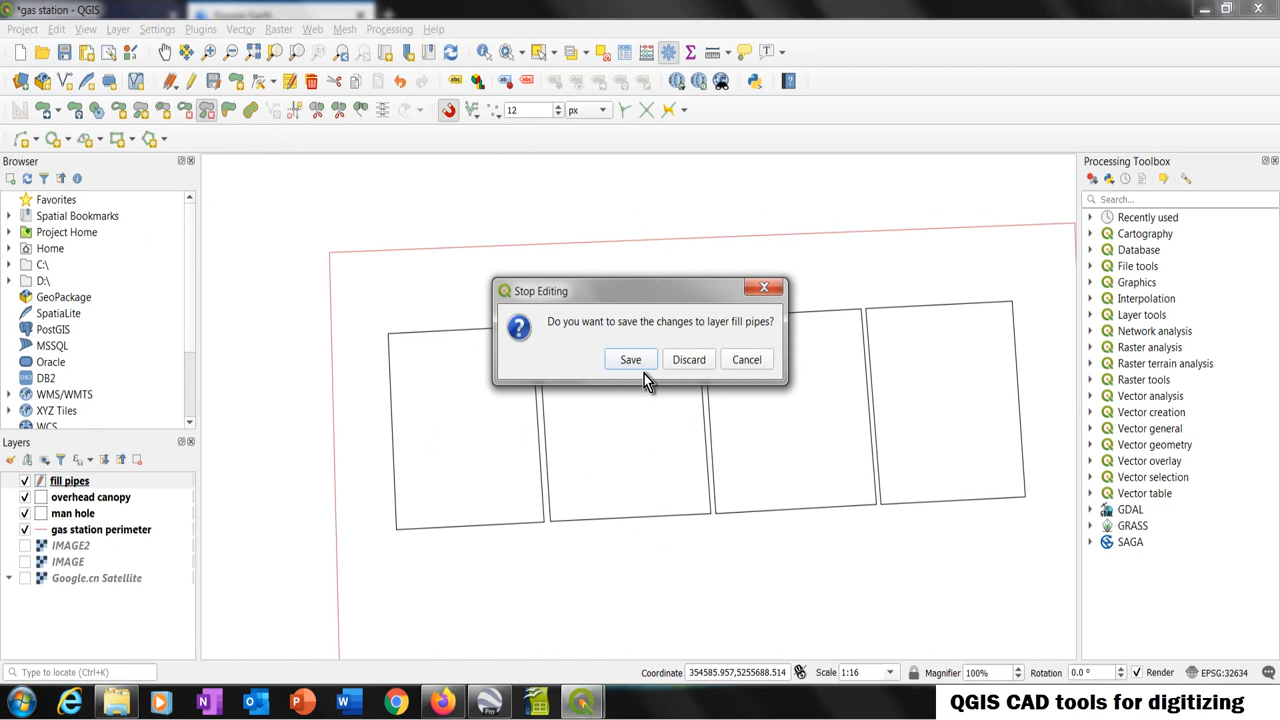 *gas station - QGIS
Project Edit View Layer Settings Plugins Vector Raster Web Mesh Processing Help
12 px
Browser
Favorites
Spatial Bookmarks
Project Home
Home
C:\
D:\
GeoPackage
SpatiaLite
PostGIS
MSSQL
Oracle
DB2
WMS/WMTS
XYZ Tiles
WCS
Layers
fill pipes
overhead canopy
man hole
gas station perimeter
IMAGE2
IMAGE
Google.cn Satellite
Stop Editing
Do you want to save the changes to layer fill pipes?
Save Discard Cancel
Processing Toolbox
Search...
Recently used
Cartography
Database
File tools
Graphics
Interpolation
Layer tools
Network analysis
Raster analysis
Raster terrain analysis
Raster tools
Vector analysis
Vector creation
Vector general
Vector geometry
Vector overlay
Vector selection
Vector table
GDAL
GRASS
SAGA
Type to locate (Ctrl+K) Coordinate 354585.957,5255688.514 Scale 1:16 Magnifier 100% Rotation 0.0 ° Render EPSG:32634
QGIS CAD tools for digitizing